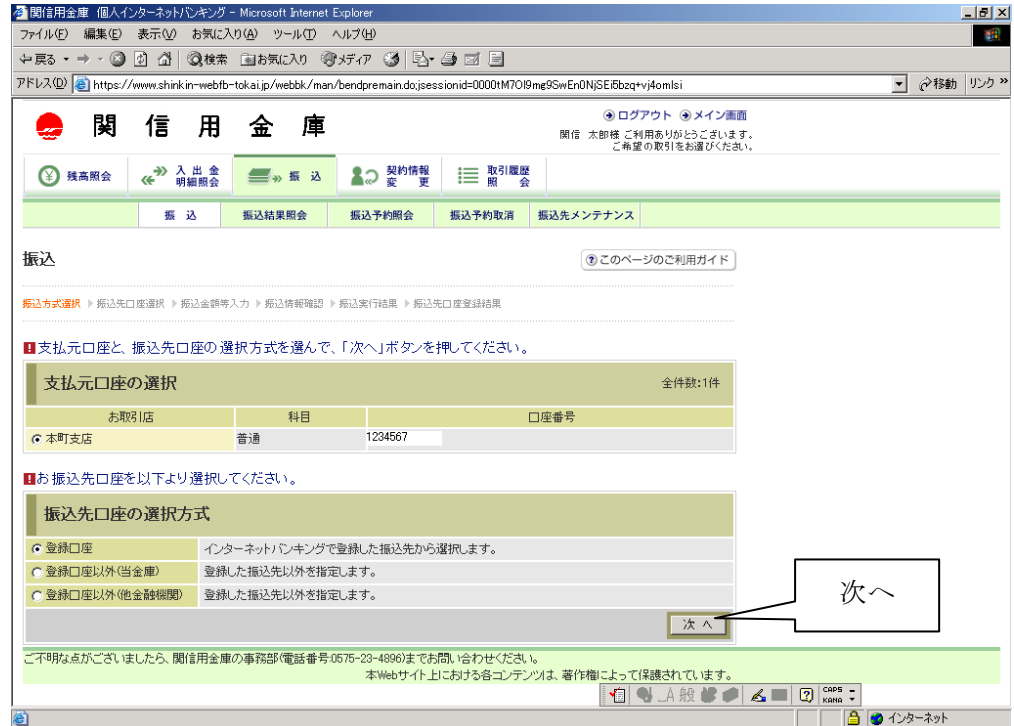 関信用金庫 個人インターネットバンキング - Microsoft Internet Explorer
ファイル(F) 編集(E) 表示(V) お気に入り(A) ツール(T) ヘルプ(H)
戻る 検索 お気に入り メディア
アドレス(D) https://www.shinkin-webfb-tokai.jp/webbk/man/bendpremain.do;jsessionid=0000tM7OI9mg9SwEn0NjSEi5bzq+vj4omlsi 移動 リンク
関信用金庫
ログアウト メイン画面
関信 太郎様 ご利用ありがとうございます。
ご希望の取引をお選びください。
残高照会 入出金明細照会 振込 契約情報変更 取引履歴照会
振込 振込結果照会 振込予約照会 振込予約取消 振込先メンテナンス
振込 このページのご利用ガイド
振込方式選択 振込先口座選択 振込金額等入力 振込情報確認 振込実行結果 振込先口座登録結果
支払元口座と、振込先口座の選択方式を選んで、「次へ」ボタンを押してください。
支払元口座の選択 全件数:1件
お取引店 科目 口座番号
本町支店 普通 1234567
お振込先口座を以下より選択してください。
振込先口座の選択方式
登録口座 インターネットバンキングで登録した振込先から選択します。
登録口座以外(当金庫) 登録した振込先以外を指定します。
登録口座以外(他金融機関) 登録した振込先以外を指定します。
次へ
次へ
ご不明な点がございましたら、関信用金庫の事務部(電話番号:0575-23-4896)までお問い合わせください。
本Webサイト上における各コンテンツは、著作権によって保護されています。
_A 般 CAPS KANA
インターネット